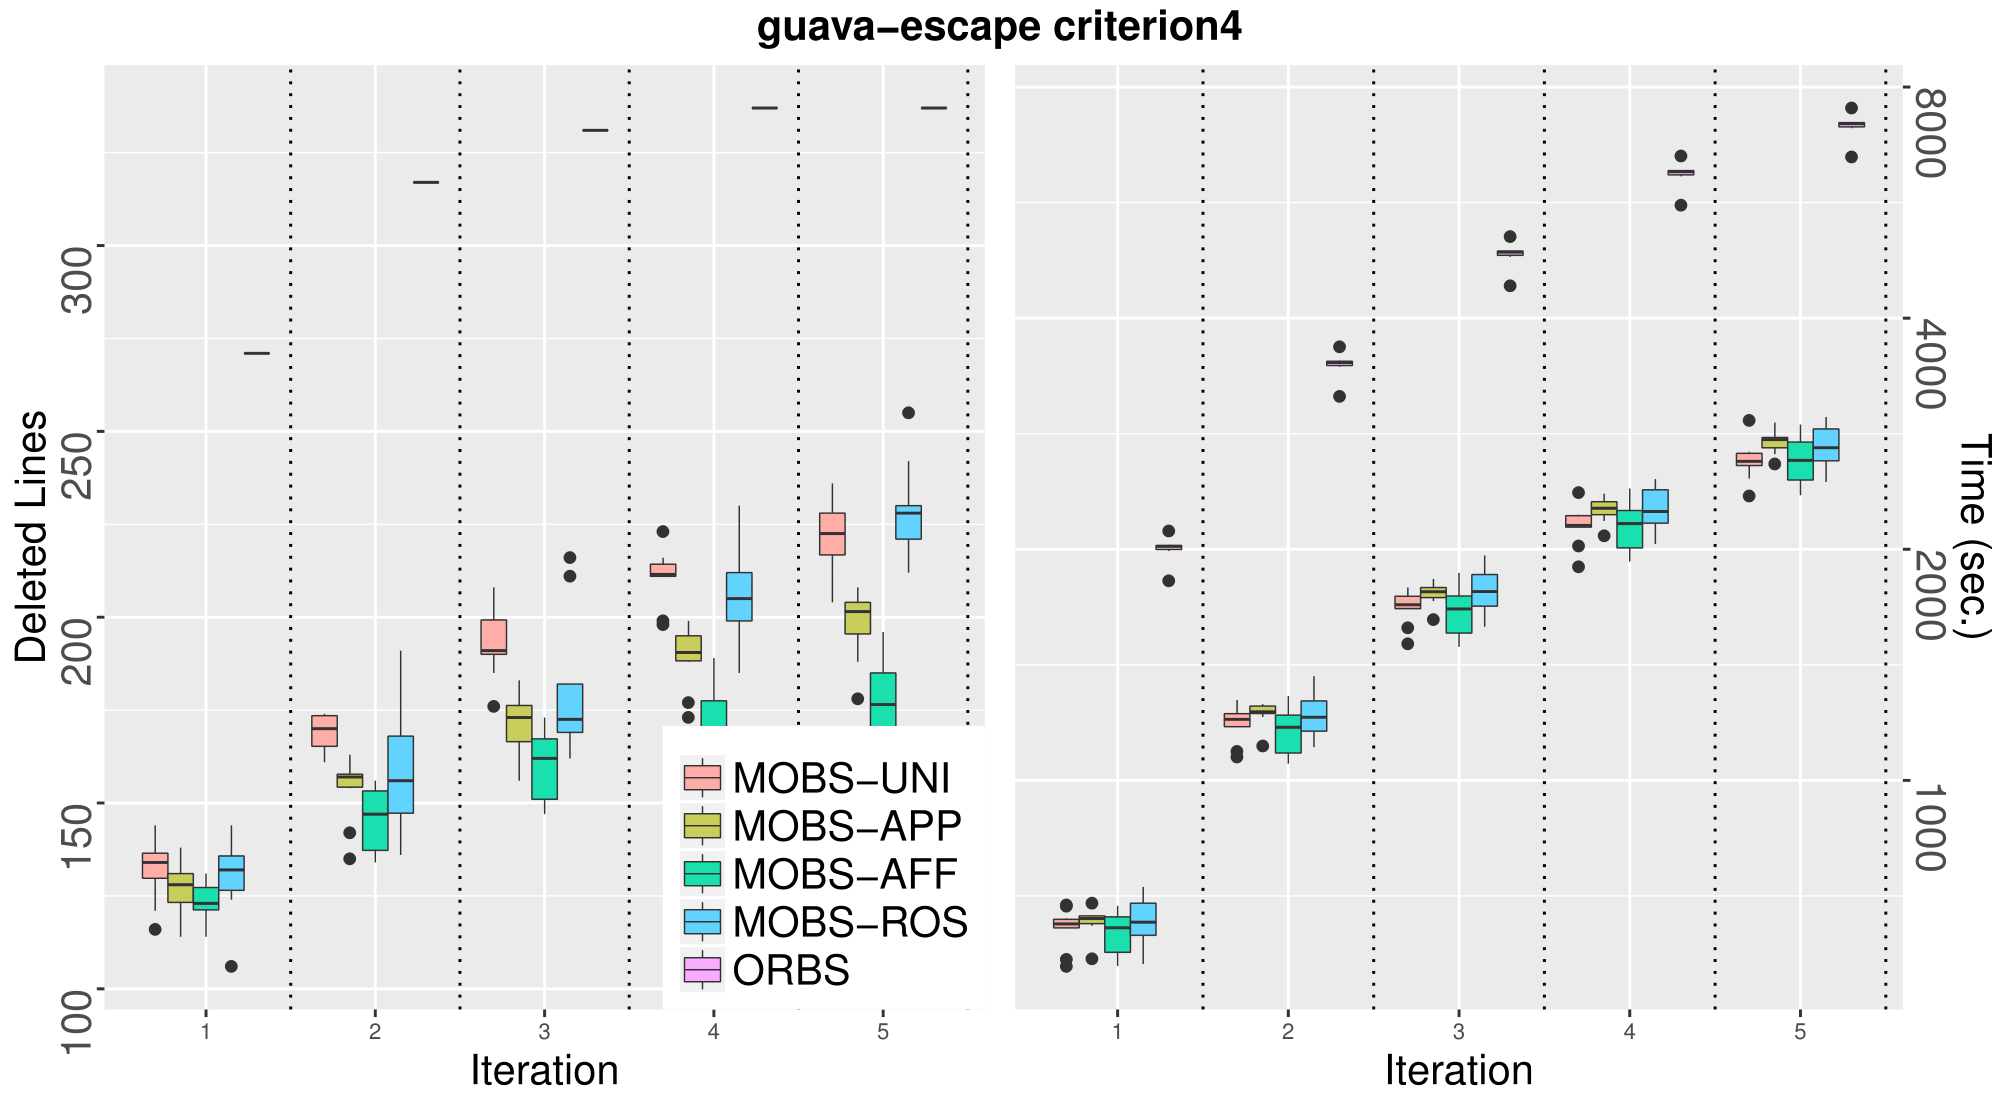 guava−escape criterion4
Deleted Lines
300
250
200
150
100
1
2
3
4
5
Iteration
MOBS−UNI
MOBS−APP
MOBS−AFF
MOBS−ROS
ORBS
8000
4000
2000
1000
Time (sec.)
1
2
3
4
5
Iteration